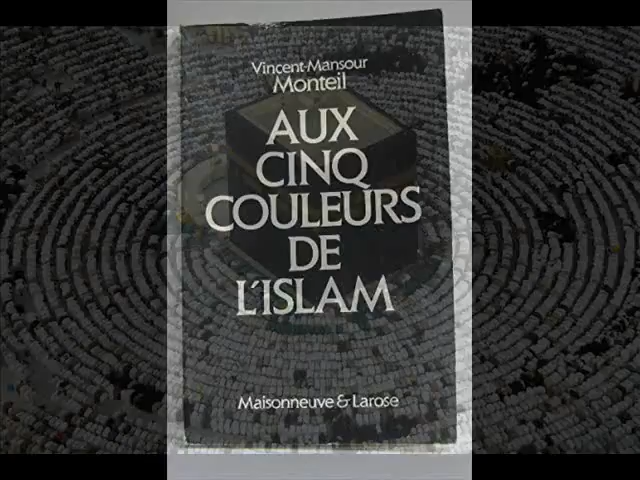 Vincent-Mansour
Monteil
AUX
CINQ
COULEURS
DE
L'ISLAM
Maisonneuve & Larose